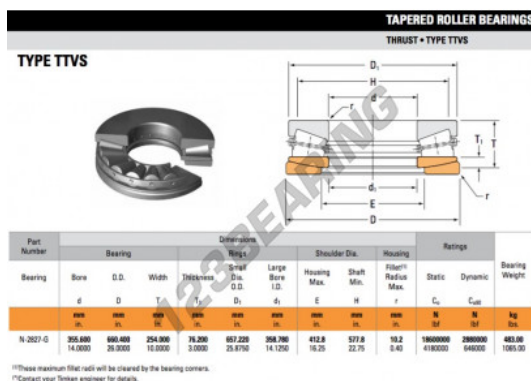 TAPERED ROLLER BEARINGS
THRUST • TYPE TTVS
TYPE TTVS
D₁
H
d
r
T₁
T
d₁
E
D
r
123BEARING
Part Number
Dimensions
Ratings
Bearing Weight
Bearing
Rings
Shoulder Dia.
Housing
Bearing
Bore
O.D.
Width
Thickness
Small Dia. O.D.
Large Bore I.D.
Housing Max.
Shaft Min.
Fillet⁽¹⁾ Radius Max.
Static
Dynamic
d
D
T
T₁
D₁
d₁
E
H
r
mm mm mm mm mm mm mm mm mm N N kg
in. in. in. in. in. in. in. in. in. lbf lbf lbs.
N-2827-G 355.600 660.400 254.000 76.200 657.220 358.780 412.8 577.8 10.2 18600000 2880000 483.00
14.0000 26.0000 10.0000 3.0000 25.8750 14.1250 16.25 22.75 0.40 4180000 646000 1065.00
⁽¹⁾These maximum fillet radii will be cleared by the bearing corners.
Contact your Timken engineer for details.